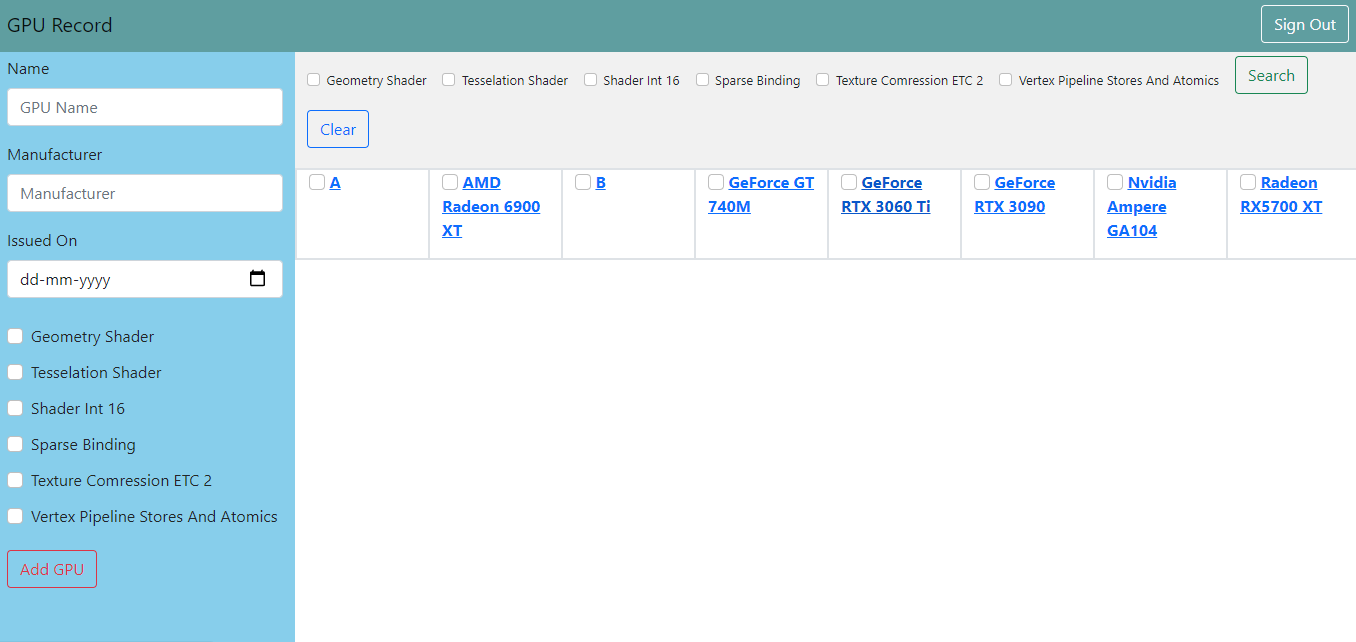 GPU Record
Sign Out
Name
GPU Name
Manufacturer
Manufacturer
Issued On
dd-mm-yyyy
Geometry Shader
Tesselation Shader
Shader Int 16
Sparse Binding
Texture Comression ETC 2
Vertex Pipeline Stores And Atomics
Add GPU
Geometry Shader Tesselation Shader Shader Int 16 Sparse Binding Texture Comression ETC 2 Vertex Pipeline Stores And Atomics Search
Clear
A
AMD
Radeon 6900
XT
B
GeForce GT
740M
GeForce
RTX 3060 Ti
GeForce
RTX 3090
Nvidia
Ampere
GA104
Radeon
RX5700 XT